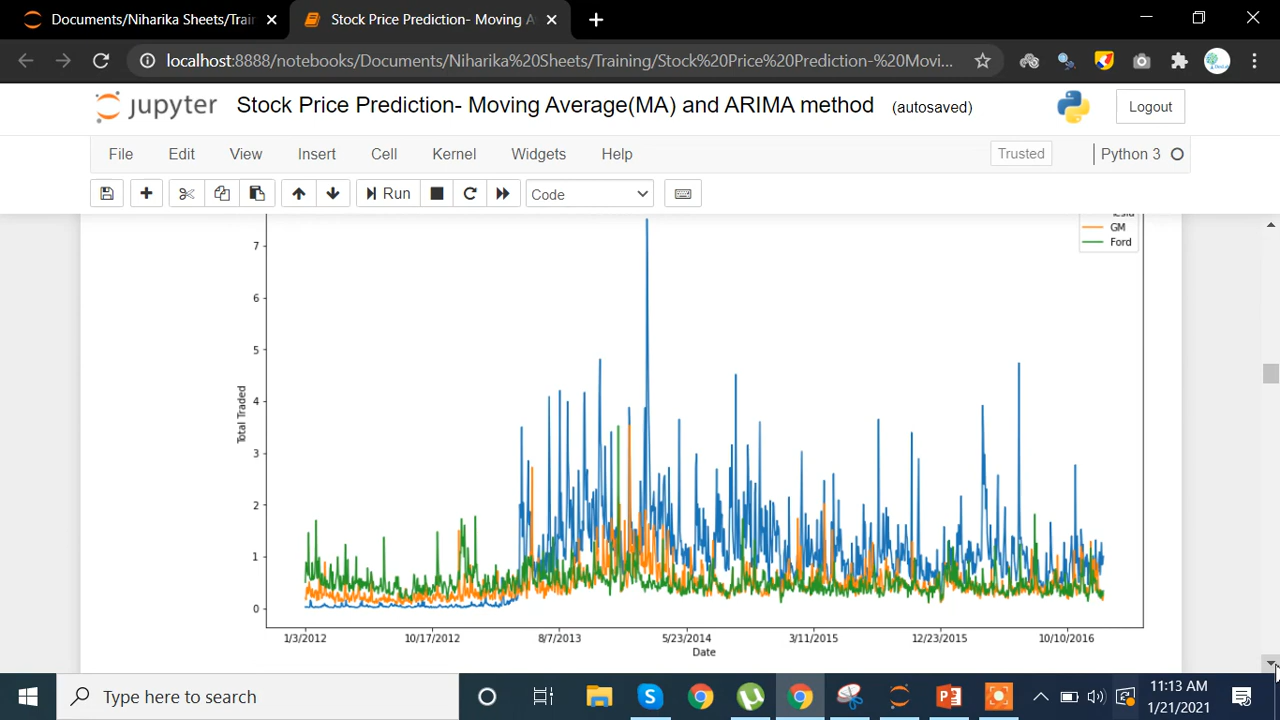 Documents/Niharika Sheets/Trai
Stock Price Prediction- Moving A
localhost:8888/notebooks/Documents/Niharika%20Sheets/Training/Stock%20Price%20Prediction-%20Movi...
jupyter Stock Price Prediction- Moving Average(MA) and ARIMA method (autosaved)
Logout
File Edit View Insert Cell Kernel Widgets Help
Trusted
Python 3
Run
Code
Tesla
GM
Ford
7
6
5
4
3
2
1
0
Total Traded
1/3/2012 10/17/2012 8/7/2013 5/23/2014 3/11/2015 12/23/2015 10/10/2016
Date
Type here to search
11:13 AM
1/21/2021